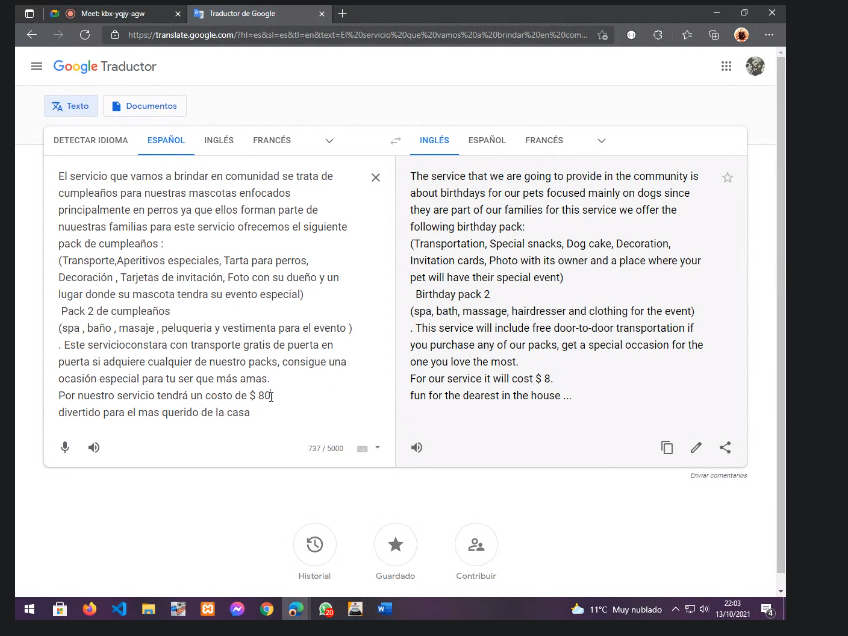 Meet: kbx-yqjy-agw
Traductor de Google
https://translate.google.com/?hl=es&sl=es&tl=en&text=El%20servicio%20que%20vamos%20a%20brindar%20en%20com...
Google Traductor
Texto
Documentos
DETECTAR IDIOMA ESPAÑOL INGLÉS FRANCÉS
INGLÉS ESPAÑOL FRANCÉS
El servicio que vamos a brindar en comunidad se trata de
cumpleaños para nuestras mascotas enfocados
principalmente en perros ya que ellos forman parte de
nuuestras familias para este servicio ofrecemos el siguiente
pack de cumpleaños :
(Transporte,Aperitivos especiales, Tarta para perros,
Decoración , Tarjetas de invitación, Foto con su dueño y un
lugar donde su mascota tendra su evento especial)
Pack 2 de cumpleaños
(spa , baño , masaje , peluqueria y vestimenta para el evento )
. Este servicioconstara con transporte gratis de puerta en
puerta si adquiere cualquier de nuestro packs, consigue una
ocasión especial para tu ser que más amas.
Por nuestro servicio tendrá un costo de $ 80
divertido para el mas querido de la casa
737 / 5000
The service that we are going to provide in the community is
about birthdays for our pets focused mainly on dogs since
they are part of our families for this service we offer the
following birthday pack:
(Transportation, Special snacks, Dog cake, Decoration,
Invitation cards, Photo with its owner and a place where your
pet will have their special event)
Birthday pack 2
(spa, bath, massage, hairdresser and clothing for the event)
. This service will include free door-to-door transportation if
you purchase any of our packs, get a special occasion for the
one you love the most.
For our service it will cost $ 8.
fun for the dearest in the house ...
Enviar comentarios
Historial
Guardado
Contribuir
20
11°C Muy nublado
22:03
13/10/2021
4